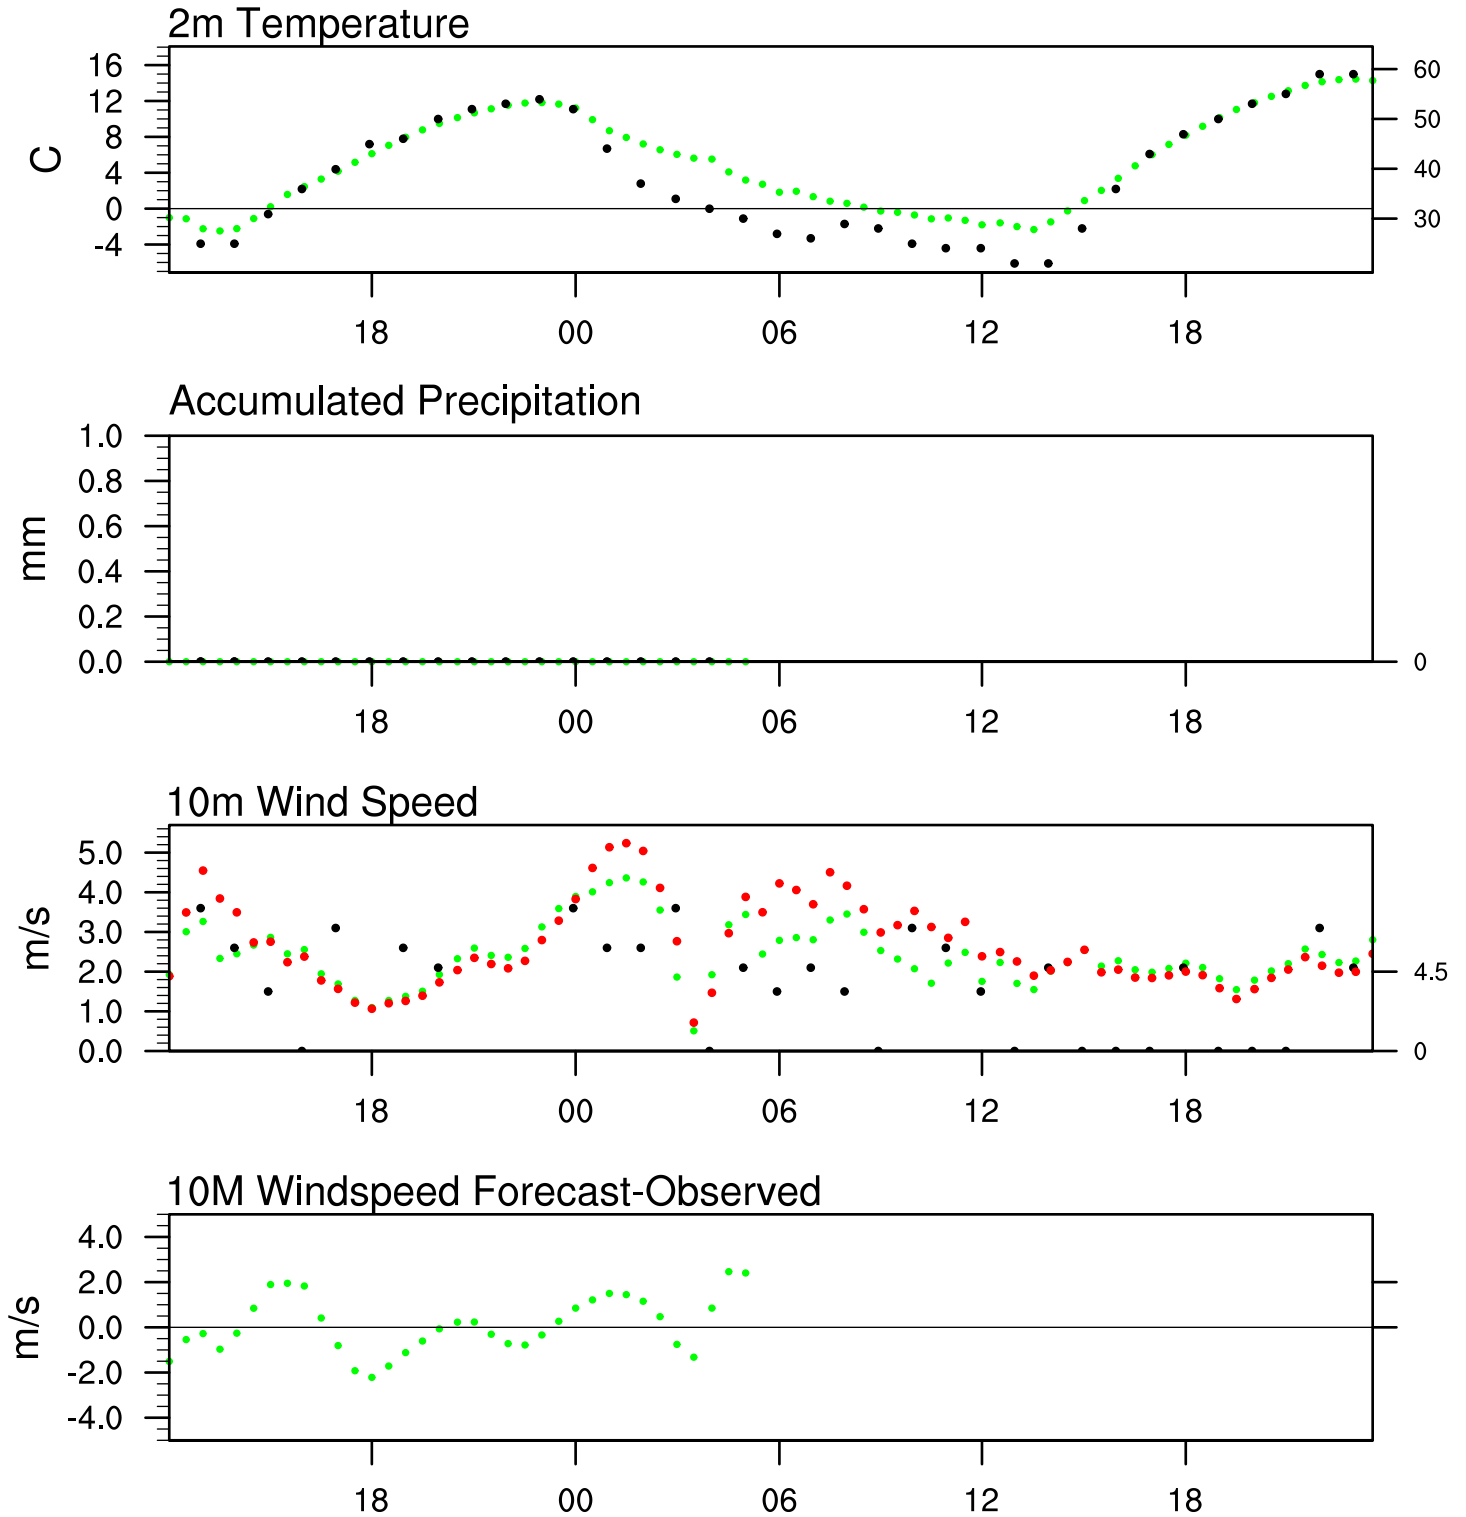 2m Temperature
16
12
8
4
0
-4
C
60
50
40
30
18 00 06 12 18
Accumulated Precipitation
1.0
0.8
0.6
0.4
0.2
0.0
mm
0
18 00 06 12 18
10m Wind Speed
5.0
4.0
3.0
2.0
1.0
0.0
m/s
4.5
0
18 00 06 12 18
10M Windspeed Forecast-Observed
4.0
2.0
0.0
-2.0
-4.0
m/s
18 00 06 12 18